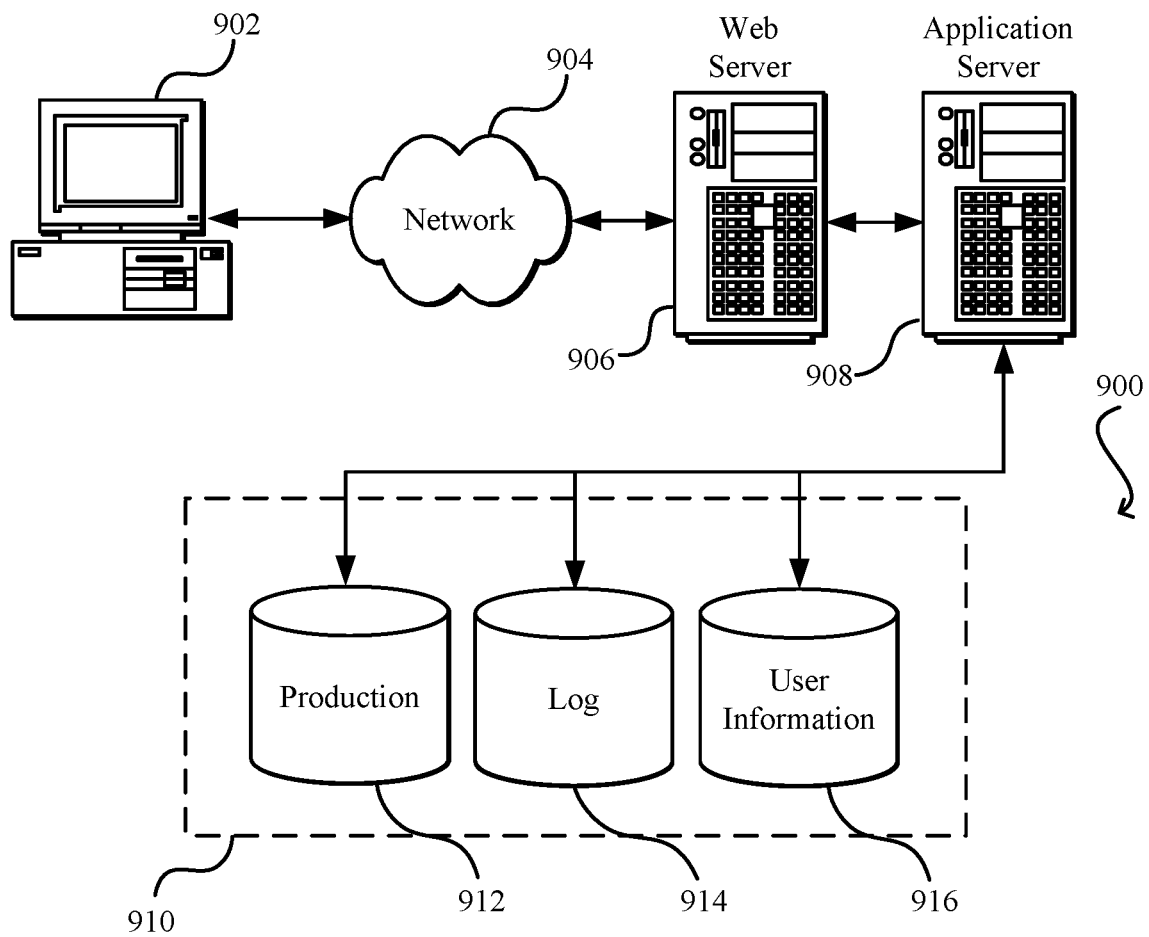 902
904
Web
Server
Application
Server
Network
906
908
900
Production
Log
User
Information
910
912
914
916